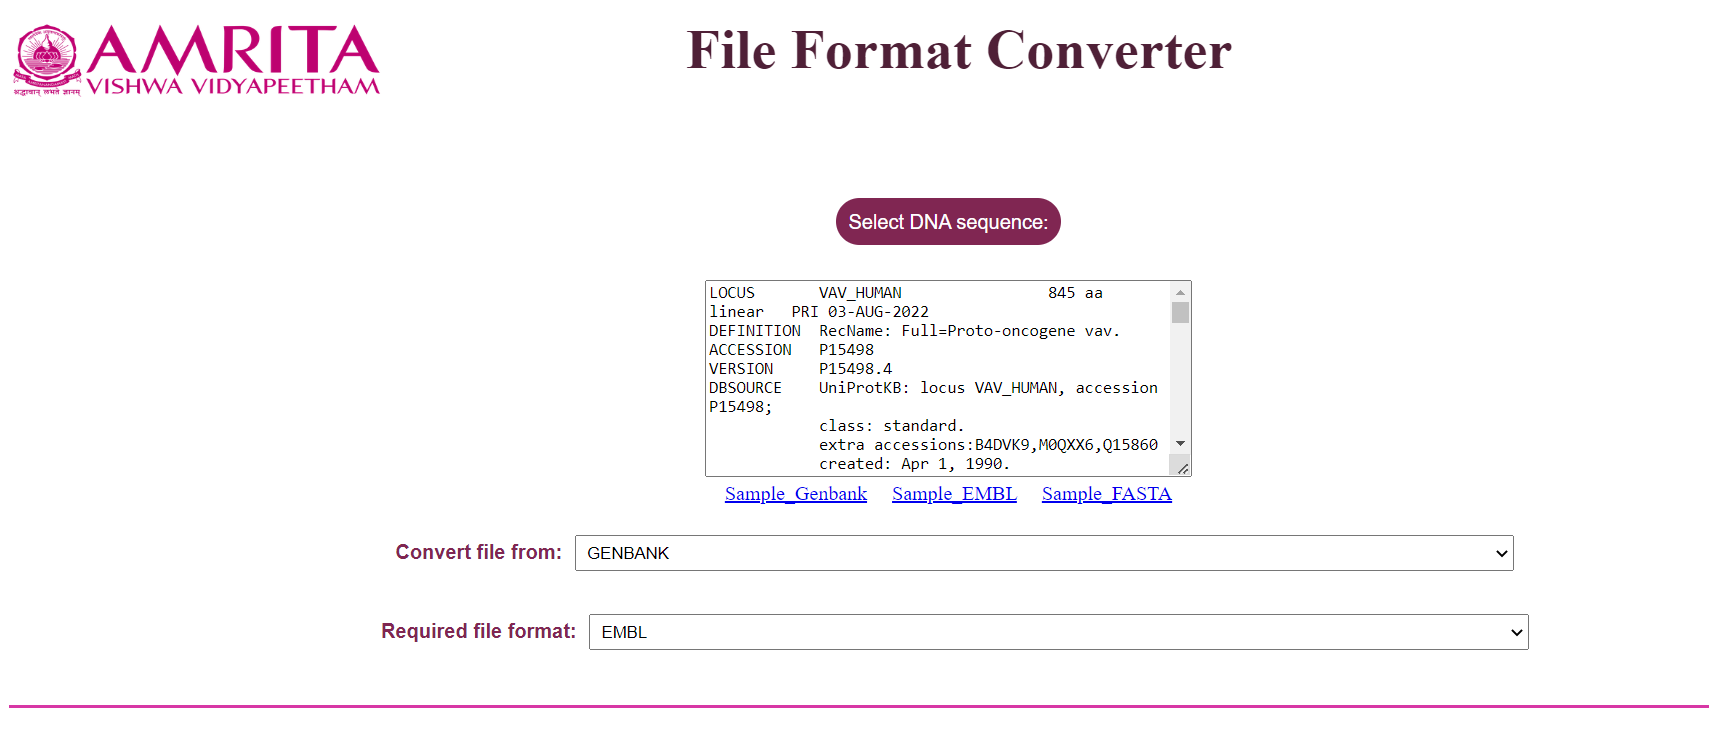 AMRITA
VISHWA VIDYAPEETHAM
श्रद्धावान् लभते ज्ञानम्
File Format Converter
Select DNA sequence:
LOCUS       VAV_HUMAN                845 aa
linear   PRI 03-AUG-2022
DEFINITION  RecName: Full=Proto-oncogene vav.
ACCESSION   P15498
VERSION     P15498.4
DBSOURCE    UniProtKB: locus VAV_HUMAN, accession
P15498;
            class: standard.
            extra accessions:B4DVK9,M0QXX6,Q15860
            created: Apr 1, 1990.
Sample_Genbank Sample_EMBL Sample_FASTA
Convert file from: GENBANK
Required file format: EMBL